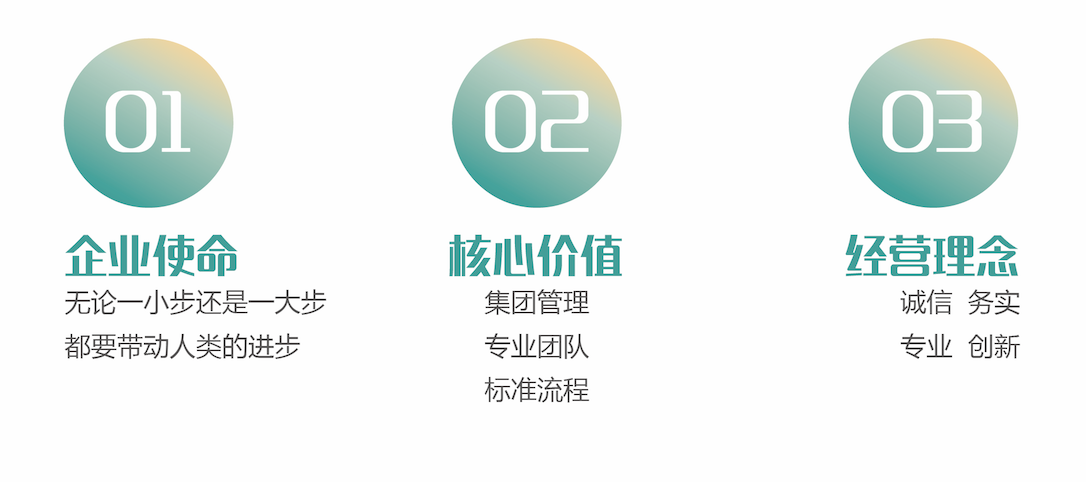 01
企业使命
无论一小步还是一大步
都要带动人类的进步
02
核心价值
集团管理
专业团队
标准流程
03
经营理念
诚信 务实
专业 创新